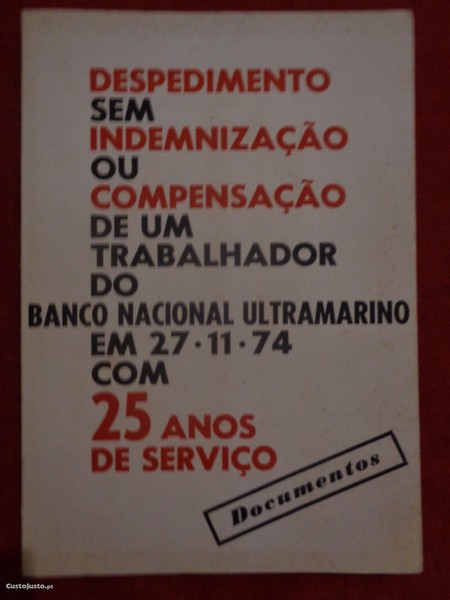 DESPEDIMENTO
SEM
INDEMNIZAÇÃO
OU
COMPENSAÇÃO
DE UM
TRABALHADOR
DO
BANCO NACIONAL ULTRAMARINO
EM 27·11·74
COM
25 ANOS
DE SERVIÇO
Documentos
CustoJusto.pt